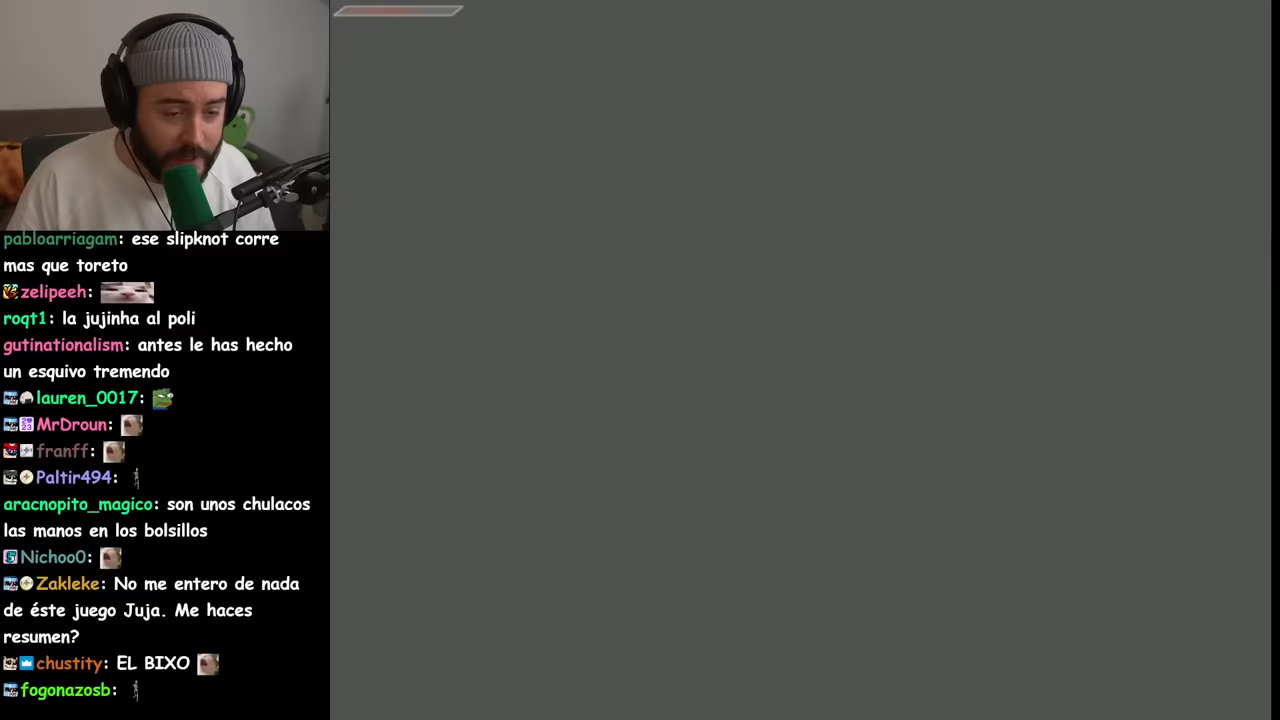 pabloarriagam: ese slipknot corre
mas que toreto
zelipeeh:
roqt1: la jujinha al poli
gutinationalism: antes le has hecho
un esquivo tremendo
lauren_0017:
MrDroun:
franff:
Paltir494:
aracnopito_magico: son unos chulacos
las manos en los bolsillos
Nichoo0:
Zakleke: No me entero de nada
de éste juego Juja. Me haces
resumen?
chustity: EL BIXO
fogonazosb: